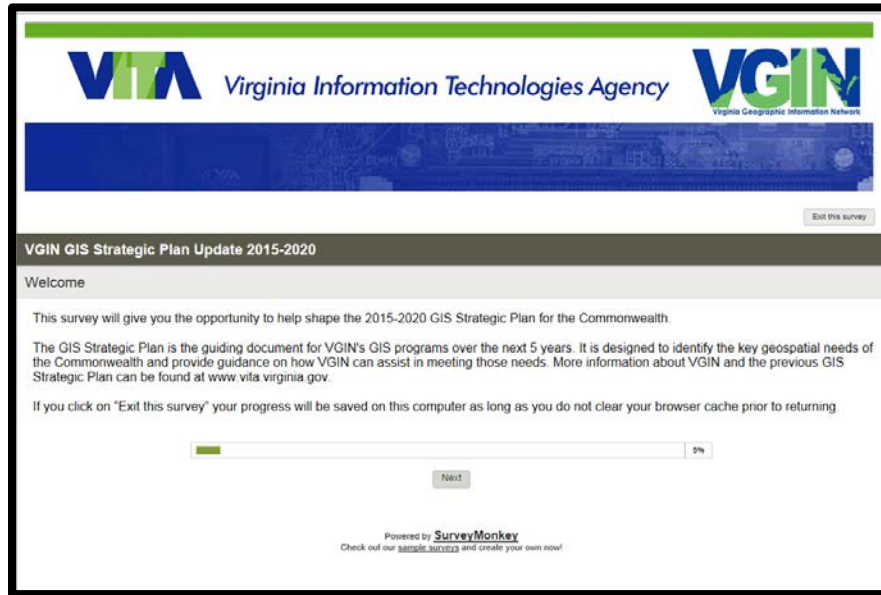 VITA
Virginia Information Technologies Agency
VGIN
Virginia Geographic Information Network
Exit this survey
VGIN GIS Strategic Plan Update 2015-2020
Welcome
This survey will give you the opportunity to help shape the 2015-2020 GIS Strategic Plan for the Commonwealth.
The GIS Strategic Plan is the guiding document for VGIN's GIS programs over the next 5 years. It is designed to identify the key geospatial needs of
the Commonwealth and provide guidance on how VGIN can assist in meeting those needs. More information about VGIN and the previous GIS
Strategic Plan can be found at www.vita.virginia.gov.
If you click on "Exit this survey" your progress will be saved on this computer as long as you do not clear your browser cache prior to returning.
5%
Next
Powered by SurveyMonkey
Check out our sample surveys and create your own now!